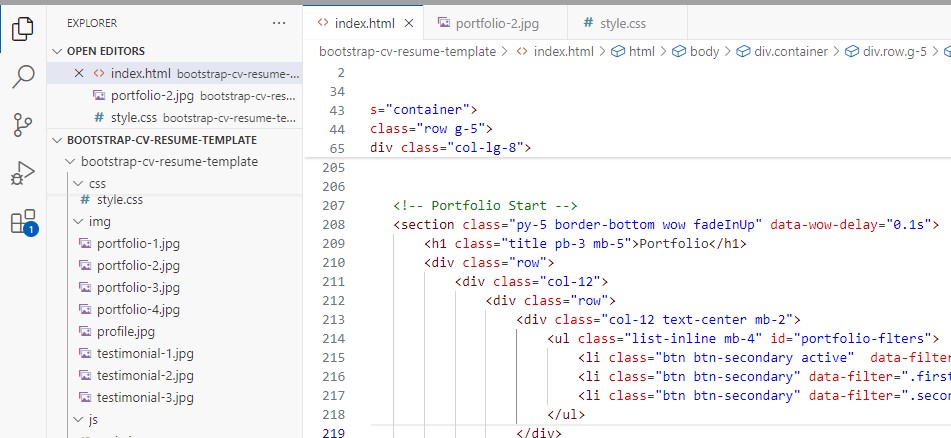 EXPLORER ...
OPEN EDITORS
index.html bootstrap-cv-resume-...
portfolio-2.jpg bootstrap-cv-res...
style.css bootstrap-cv-resume-te...
BOOTSTRAP-CV-RESUME-TEMPLATE
bootstrap-cv-resume-template
css
style.css
img
portfolio-1.jpg
portfolio-2.jpg
portfolio-3.jpg
portfolio-4.jpg
profile.jpg
testimonial-1.jpg
testimonial-2.jpg
testimonial-3.jpg
js
1
index.html portfolio-2.jpg style.css
bootstrap-cv-resume-template > index.html > html > body > div.container > div.row.g-5 >
2
34
43 s="container">
44 class="row g-5">
65 div class="col-lg-8">
205
206
207 <!-- Portfolio Start -->
208 <section class="py-5 border-bottom wow fadeInUp" data-wow-delay="0.1s">
209 <h1 class="title pb-3 mb-5">Portfolio</h1>
210 <div class="row">
211 <div class="col-12">
212 <div class="row">
213 <div class="col-12 text-center mb-2">
214 <ul class="list-inline mb-4" id="portfolio-flters">
215 <li class="btn btn-secondary active"  data-filter
216 <li class="btn btn-secondary" data-filter=".first
217 <li class="btn btn-secondary" data-filter=".secon
218 </ul>
219 </div>